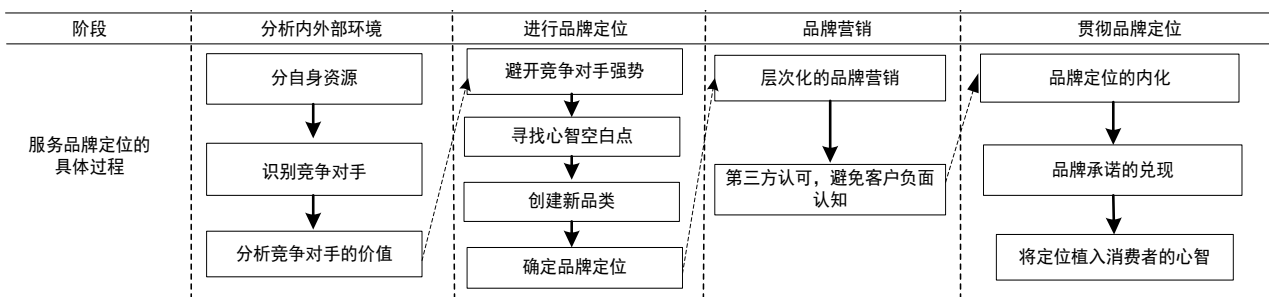 阶段
分析内外部环境
进行品牌定位
品牌营销
贯彻品牌定位
服务品牌定位的
具体过程
分自身资源
识别竞争对手
分析竞争对手的价值
避开竞争对手强势
寻找心智空白点
创建新品类
确定品牌定位
层次化的品牌营销
第三方认可，避免客户负面
认知
品牌定位的内化
品牌承诺的兑现
将定位植入消费者的心智